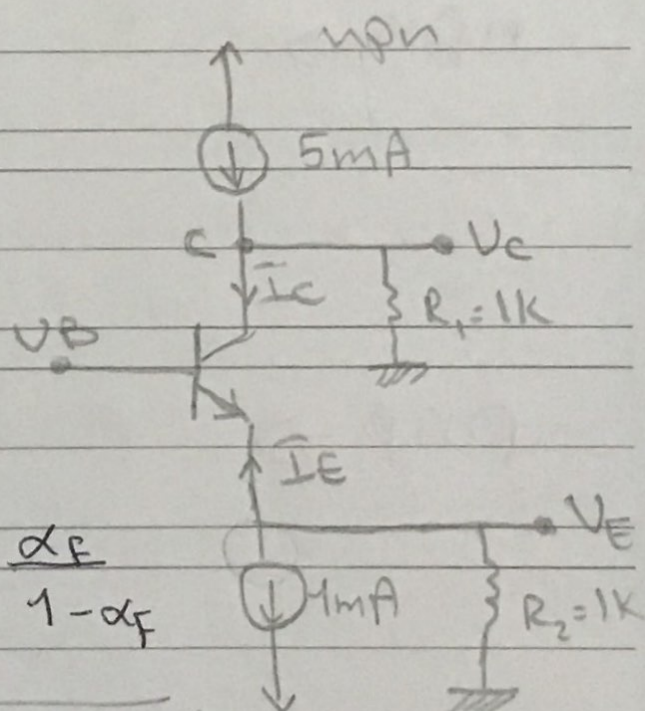 npn
5mA
C
VC
IC
R1=1K
VB
IE
VE
αF
1-αF
1mA
R2=1K